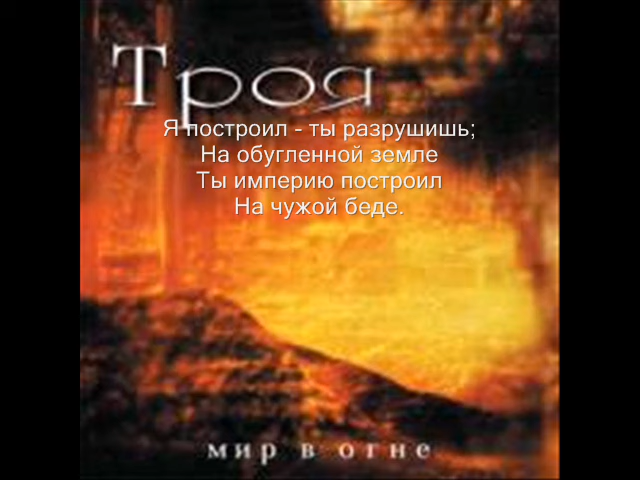 Троя
Я построил - ты разрушишь;
На обугленной земле
Ты империю построил
На чужой беде.
мир в огне